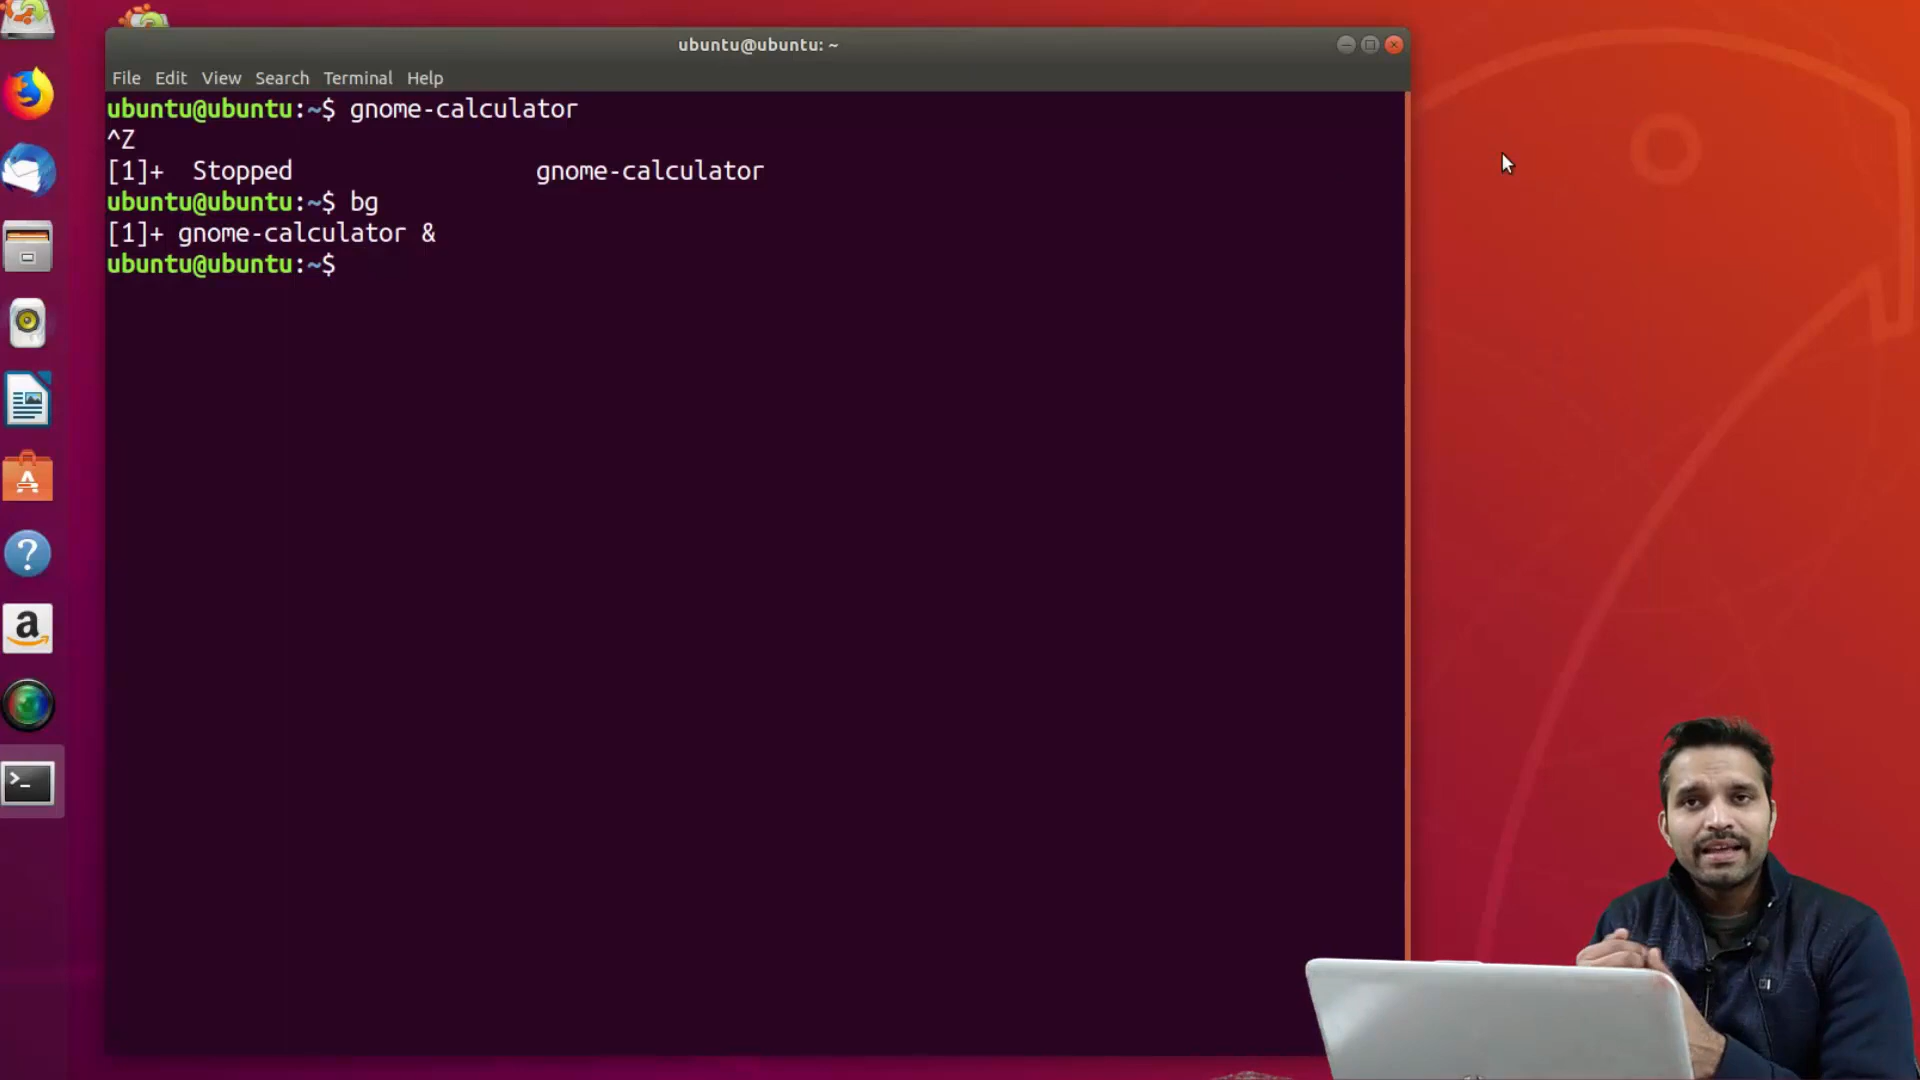 ubuntu@ubuntu: ~
File Edit View Search Terminal Help
ubuntu@ubuntu:~$ gnome-calculator
^Z
[1]+  Stopped                 gnome-calculator
ubuntu@ubuntu:~$ bg
[1]+ gnome-calculator &
ubuntu@ubuntu:~$